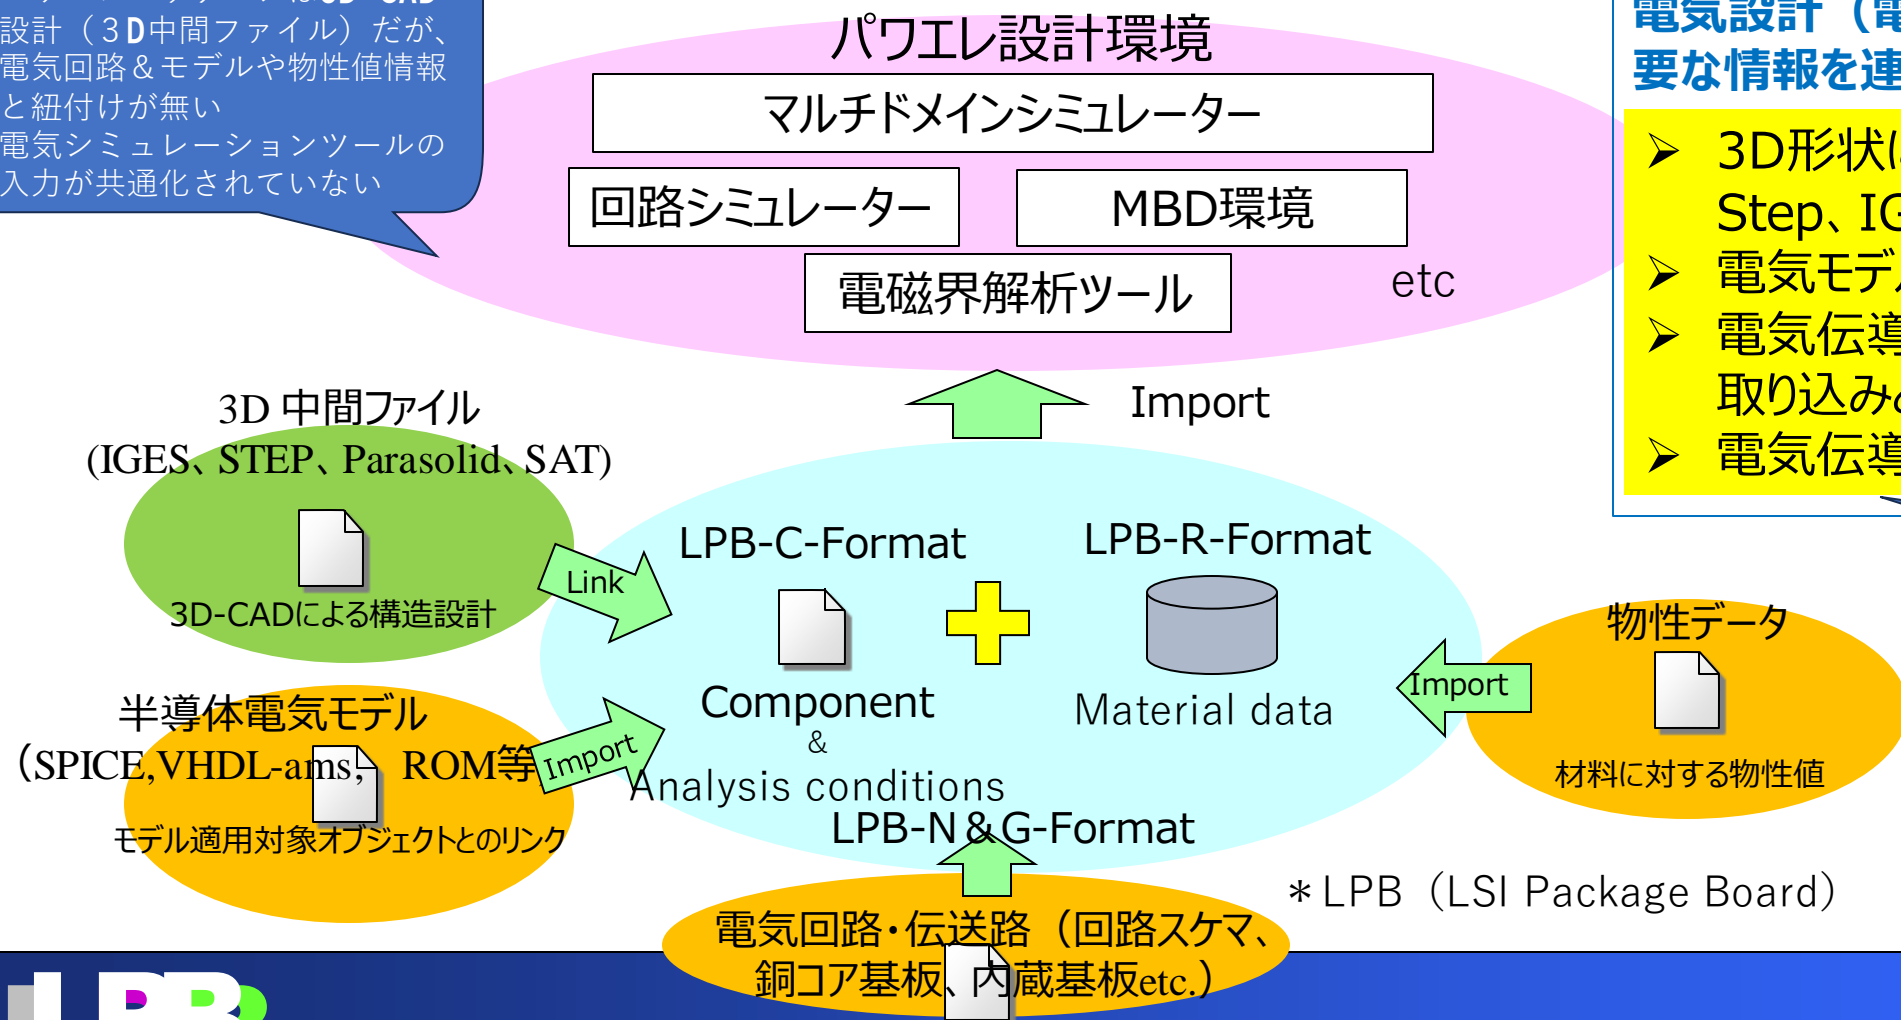 設計（３D中間ファイル）だが、
電気回路＆モデルや物性値情報
と紐付けが無い
電気シミュレーションツールの
入力が共通化されていない
パワエレ設計環境
マルチドメインシミュレーター
回路シミュレーター
MBD環境
電磁界解析ツール
etc
電気設計（電
要な情報を連
➢ 3D形状は
Step、IG
➢ 電気モデル
➢ 電気伝導
取り込み
➢ 電気伝導
Import
3D 中間ファイル
(IGES、STEP、Parasolid、SAT)
3D-CADによる構造設計
Link
LPB-C-Format
LPB-R-Format
Component
&
Analysis conditions
Material data
LPB-N＆G-Format
半導体電気モデル
（SPICE,VHDL-ams, ROM等
モデル適用対象オブジェクトとのリンク
Import
物性データ
Import
材料に対する物性値
電気回路・伝送路（回路スケマ、
銅コア基板、内蔵基板etc.）
＊LPB（LSI Package Board）
LPB